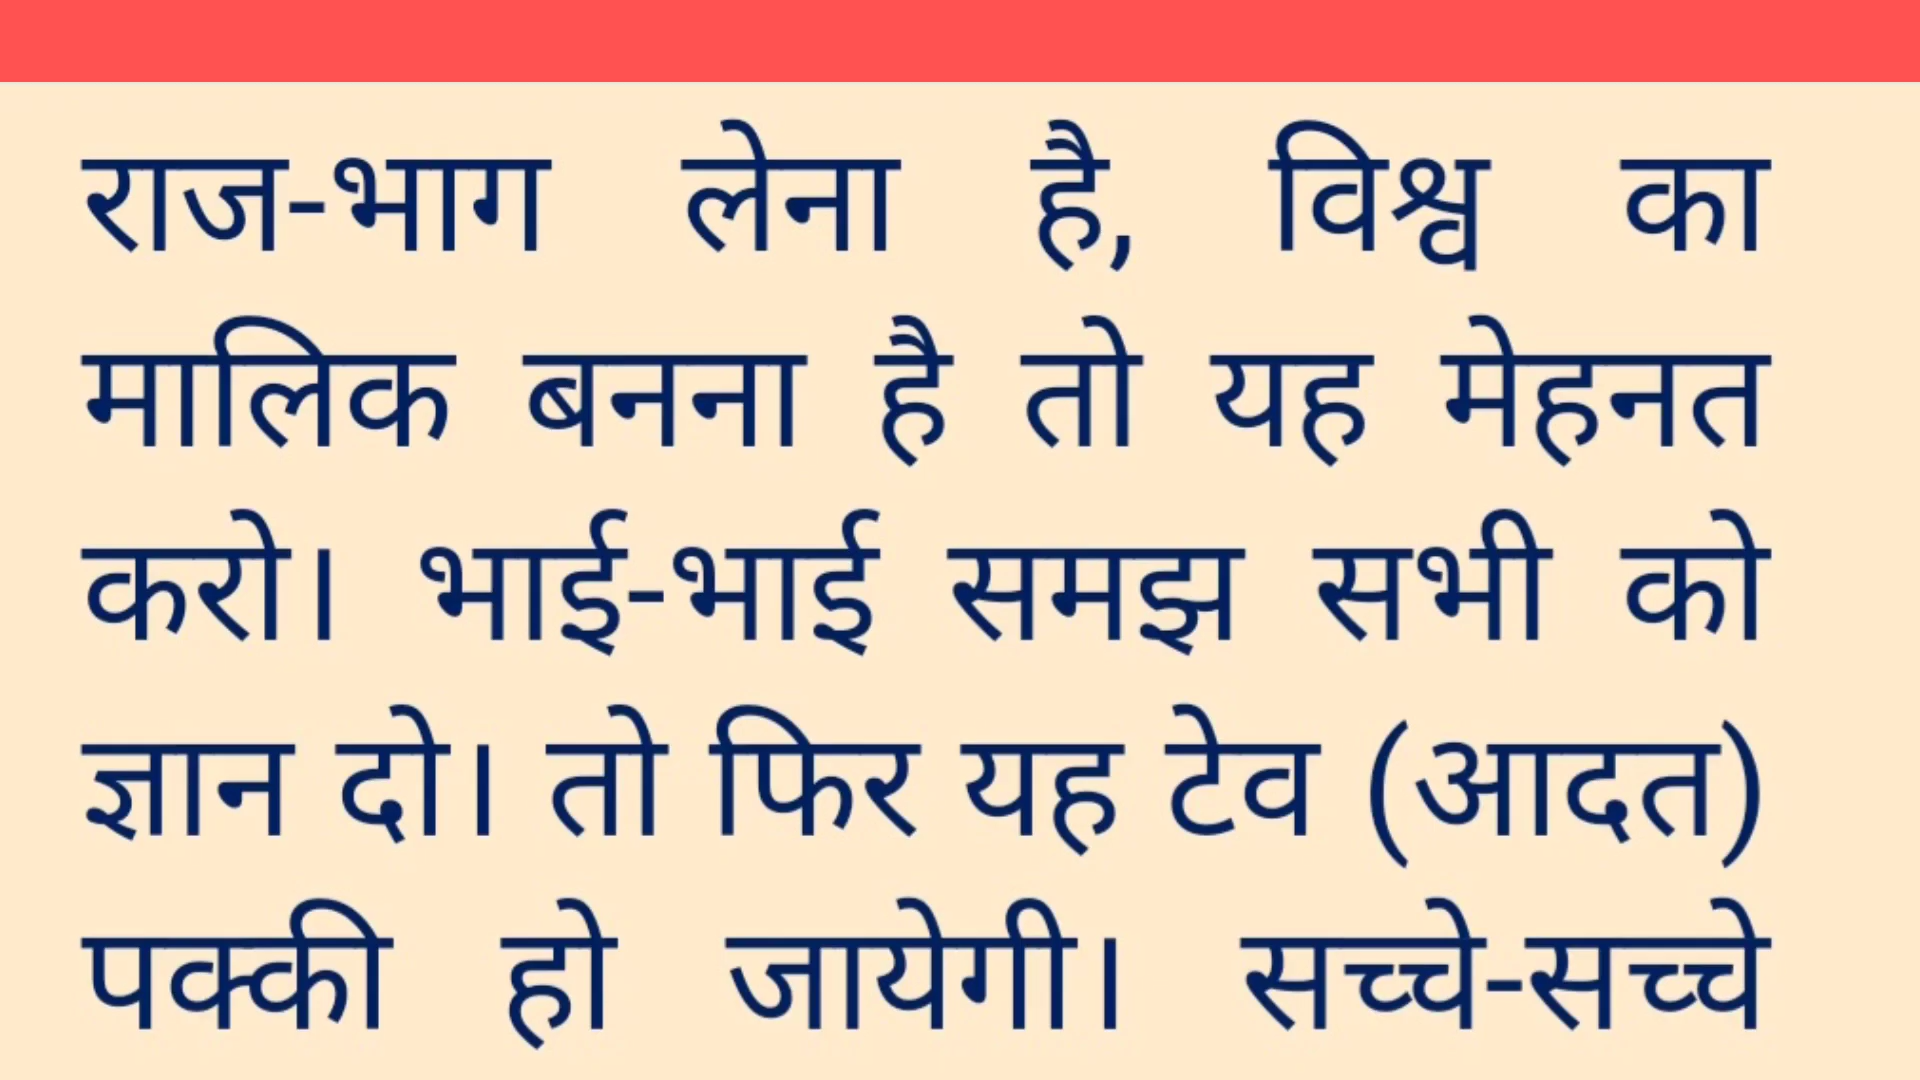 राज-भाग लेना है, विश्व का
मालिक बनना है तो यह मेहनत
करो। भाई-भाई समझ सभी को
ज्ञान दो। तो फिर यह टेव (आदत)
पक्की हो जायेगी। सच्चे-सच्चे